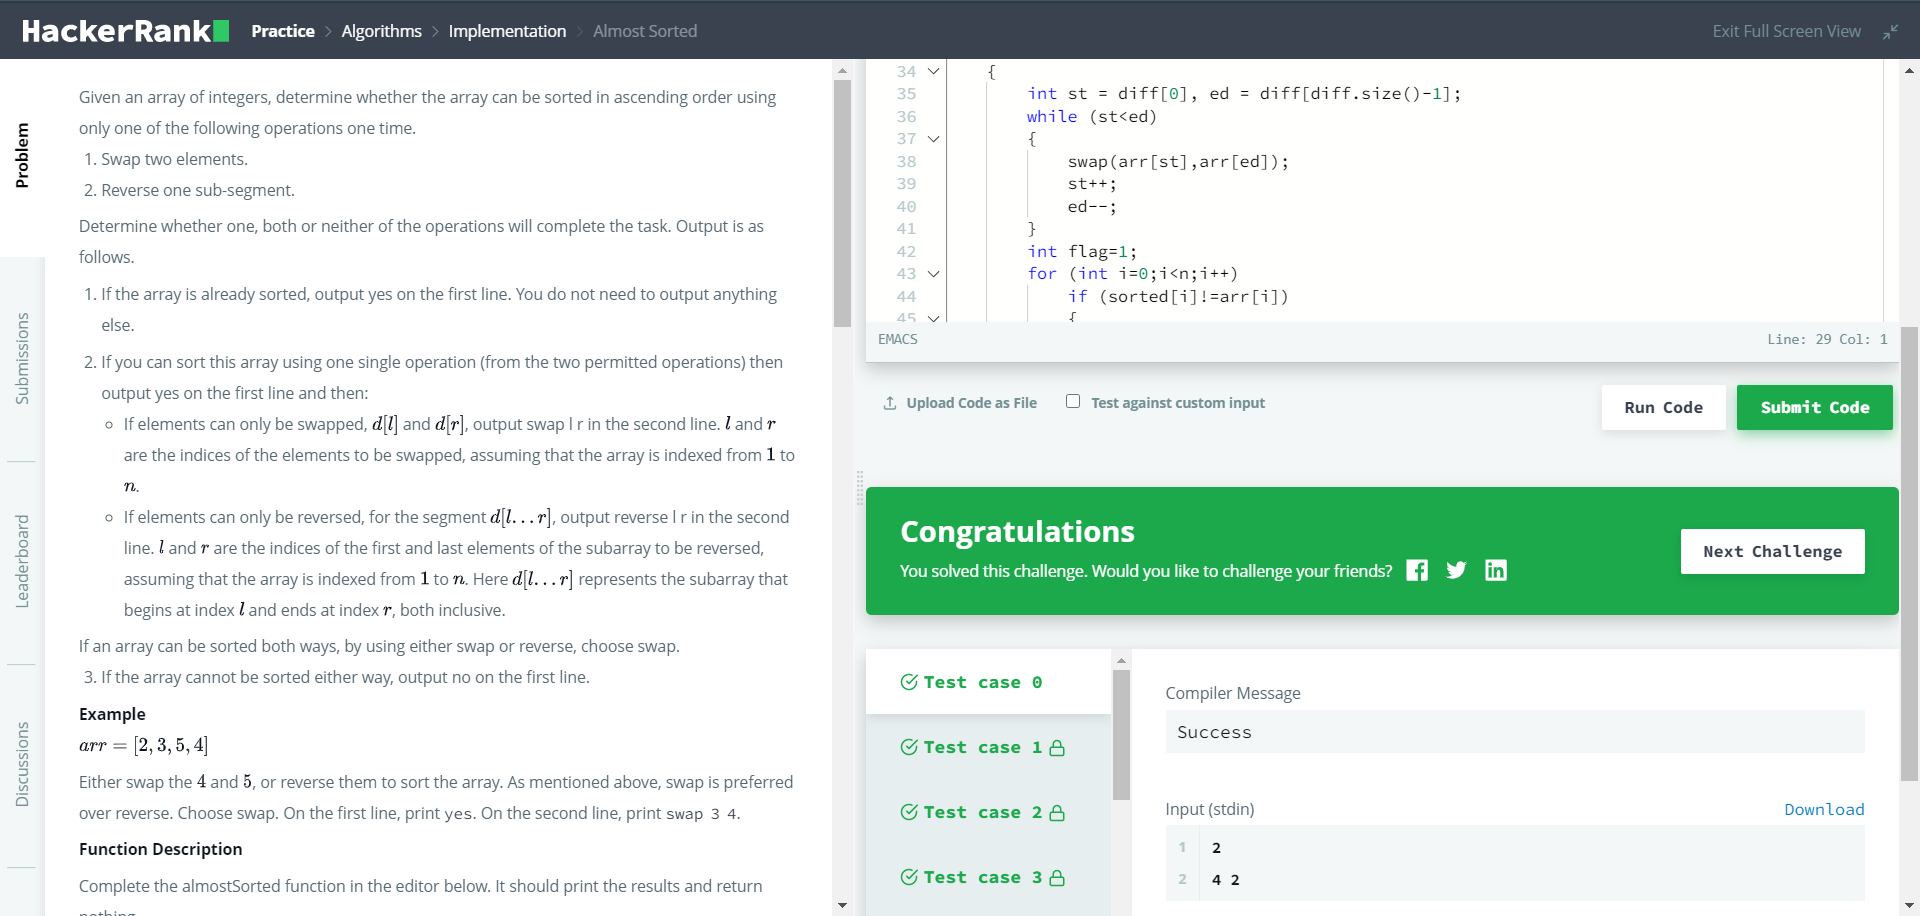 HackerRank Practice > Algorithms > Implementation > Almost Sorted Exit Full Screen View
Problem
Submissions
Leaderboard
Discussions
Given an array of integers, determine whether the array can be sorted in ascending order using
only one of the following operations one time.
1. Swap two elements.
2. Reverse one sub-segment.
Determine whether one, both or neither of the operations will complete the task. Output is as
follows.
1. If the array is already sorted, output yes on the first line. You do not need to output anything
else.
2. If you can sort this array using one single operation (from the two permitted operations) then
output yes on the first line and then:
If elements can only be swapped, d[l] and d[r], output swap l r in the second line. l and r
are the indices of the elements to be swapped, assuming that the array is indexed from 1 to
n.
If elements can only be reversed, for the segment d[l...r], output reverse l r in the second
line. l and r are the indices of the first and last elements of the subarray to be reversed,
assuming that the array is indexed from 1 to n. Here d[l...r] represents the subarray that
begins at index l and ends at index r, both inclusive.
If an array can be sorted both ways, by using either swap or reverse, choose swap.
3. If the array cannot be sorted either way, output no on the first line.
Example
arr = [2, 3, 5, 4]
Either swap the 4 and 5, or reverse them to sort the array. As mentioned above, swap is preferred
over reverse. Choose swap. On the first line, print yes. On the second line, print swap 3 4.
Function Description
Complete the almostSorted function in the editor below. It should print the results and return
nothing.
34 {
35 int st = diff[0], ed = diff[diff.size()-1];
36 while (st<ed)
37 {
38 swap(arr[st],arr[ed]);
39 st++;
40 ed--;
41 }
42 int flag=1;
43 for (int i=0;i<n;i++)
44 if (sorted[i]!=arr[i])
45 {
EMACS Line: 29 Col: 1
Upload Code as File Test against custom input Run Code Submit Code
Congratulations
You solved this challenge. Would you like to challenge your friends?
Next Challenge
Test case 0
Test case 1
Test case 2
Test case 3
Compiler Message
Success
Input (stdin) Download
1 2
2 4 2